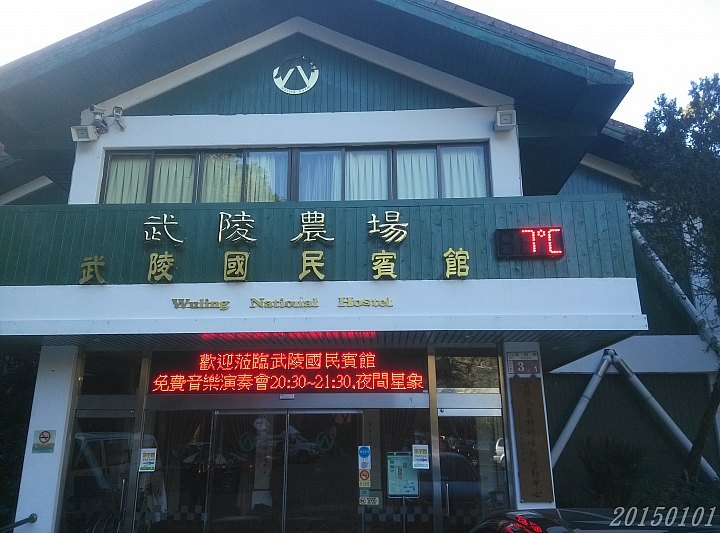 武陵農場
7°C
武陵國民賓館
Wuling National Hostel
歡迎蒞臨武陵國民賓館
免費音樂演奏會20:30~21:30,夜間星象
20150101